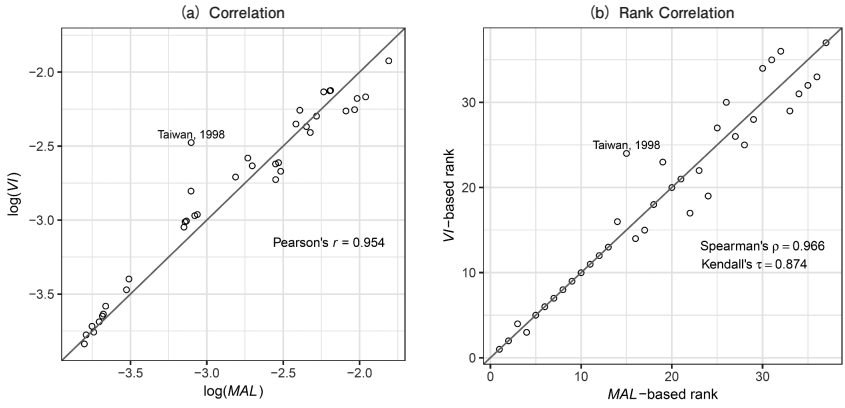 (a) Correlation
−2.0
−2.5
−3.0
−3.5
log(VI)
Taiwan, 1998
Pearson's r = 0.954
−3.5 −3.0 −2.5 −2.0
log(MAL)
(b) Rank Correlation
30
20
10
0
VI−based rank
Taiwan, 1998
Spearman's ρ = 0.966
Kendall's τ = 0.874
0 10 20 30
MAL−based rank